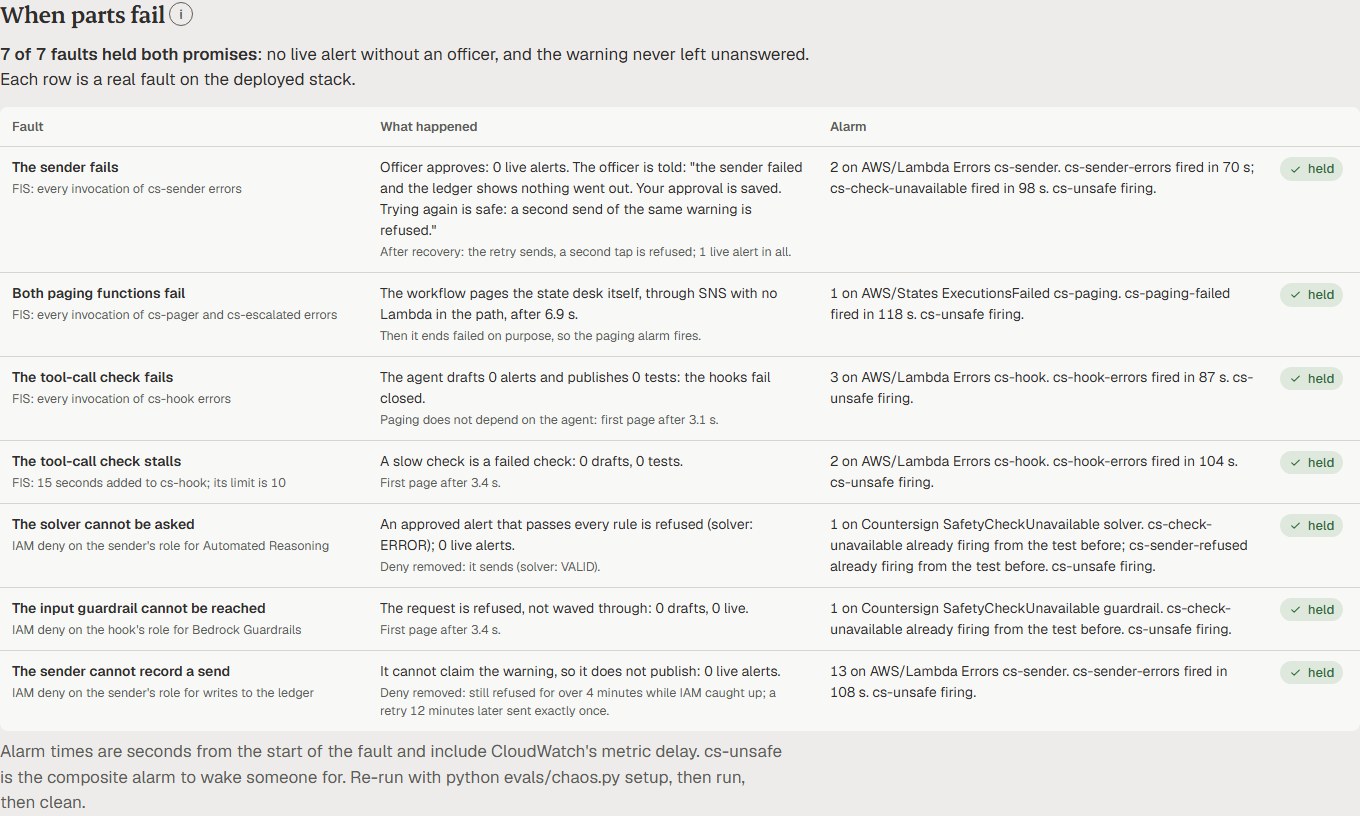 When parts fail i
7 of 7 faults held both promises: no live alert without an officer, and the warning never left unanswered.
Each row is a real fault on the deployed stack.
Fault What happened Alarm
The sender fails
FIS: every invocation of cs-sender errors
Officer approves: 0 live alerts. The officer is told: "the sender failed
and the ledger shows nothing went out. Your approval is saved.
Trying again is safe: a second send of the same warning is
refused."
After recovery: the retry sends, a second tap is refused; 1 live alert in all.
2 on AWS/Lambda Errors cs-sender. cs-sender-errors fired in 70 s;
cs-check-unavailable fired in 98 s. cs-unsafe firing.
✓ held
Both paging functions fail
FIS: every invocation of cs-pager and cs-escalated errors
The workflow pages the state desk itself, through SNS with no
Lambda in the path, after 6.9 s.
Then it ends failed on purpose, so the paging alarm fires.
1 on AWS/States ExecutionsFailed cs-paging. cs-paging-failed
fired in 118 s. cs-unsafe firing.
✓ held
The tool-call check fails
FIS: every invocation of cs-hook errors
The agent drafts 0 alerts and publishes 0 tests: the hooks fail
closed.
Paging does not depend on the agent: first page after 3.1 s.
3 on AWS/Lambda Errors cs-hook. cs-hook-errors fired in 87 s. cs-
unsafe firing.
✓ held
The tool-call check stalls
FIS: 15 seconds added to cs-hook; its limit is 10
A slow check is a failed check: 0 drafts, 0 tests.
First page after 3.4 s.
2 on AWS/Lambda Errors cs-hook. cs-hook-errors fired in 104 s.
cs-unsafe firing.
✓ held
The solver cannot be asked
IAM deny on the sender's role for Automated Reasoning
An approved alert that passes every rule is refused (solver:
ERROR); 0 live alerts.
Deny removed: it sends (solver: VALID).
1 on Countersign SafetyCheckUnavailable solver. cs-check-
unavailable already firing from the test before; cs-sender-refused
already firing from the test before. cs-unsafe firing.
✓ held
The input guardrail cannot be reached
IAM deny on the hook's role for Bedrock Guardrails
The request is refused, not waved through: 0 drafts, 0 live.
First page after 3.4 s.
1 on Countersign SafetyCheckUnavailable guardrail. cs-check-
unavailable already firing from the test before. cs-unsafe firing.
✓ held
The sender cannot record a send
IAM deny on the sender's role for writes to the ledger
It cannot claim the warning, so it does not publish: 0 live alerts.
Deny removed: still refused for over 4 minutes while IAM caught up; a
retry 12 minutes later sent exactly once.
13 on AWS/Lambda Errors cs-sender. cs-sender-errors fired in
108 s. cs-unsafe firing.
✓ held
Alarm times are seconds from the start of the fault and include CloudWatch's metric delay. cs-unsafe
is the composite alarm to wake someone for. Re-run with python evals/chaos.py setup, then run,
then clean.